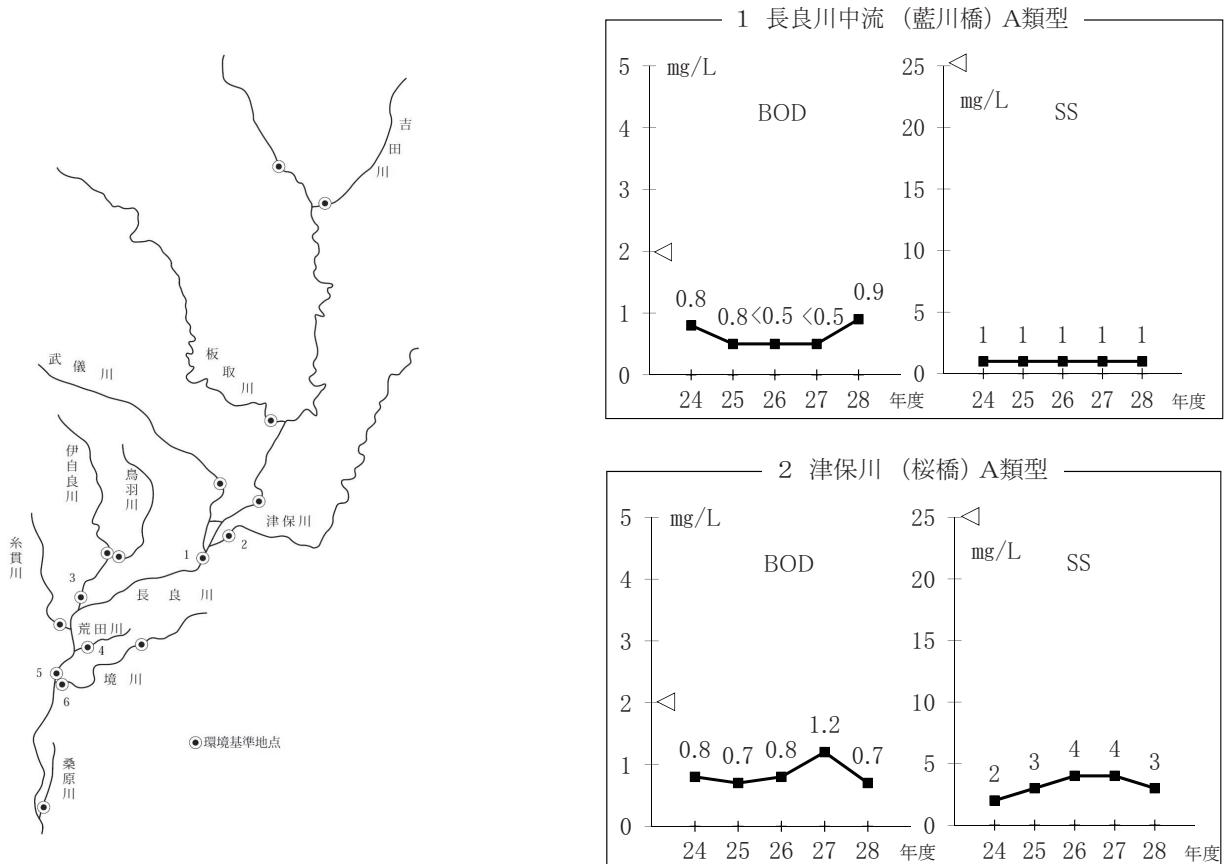 吉田川
板取川
武儀川
伊自良川
鳥羽川
糸貫川
津保川
長良川
荒田川
境川
桑原川
1
2
3
4
5
6
◉環境基準地点
1 長良川中流 (藍川橋) A類型
mg/L
BOD
5
4
3
2
1
0
0.8
0.8
<0.5
<0.5
0.9
24 25 26 27 28 年度
mg/L
SS
25
20
15
10
5
0
1 1 1 1 1
24 25 26 27 28 年度
2 津保川 (桜橋) A類型
mg/L
BOD
5
4
3
2
1
0
0.8 0.7 0.8 1.2 0.7
24 25 26 27 28 年度
mg/L
SS
25
20
15
10
5
0
2 3 4 4 3
24 25 26 27 28 年度